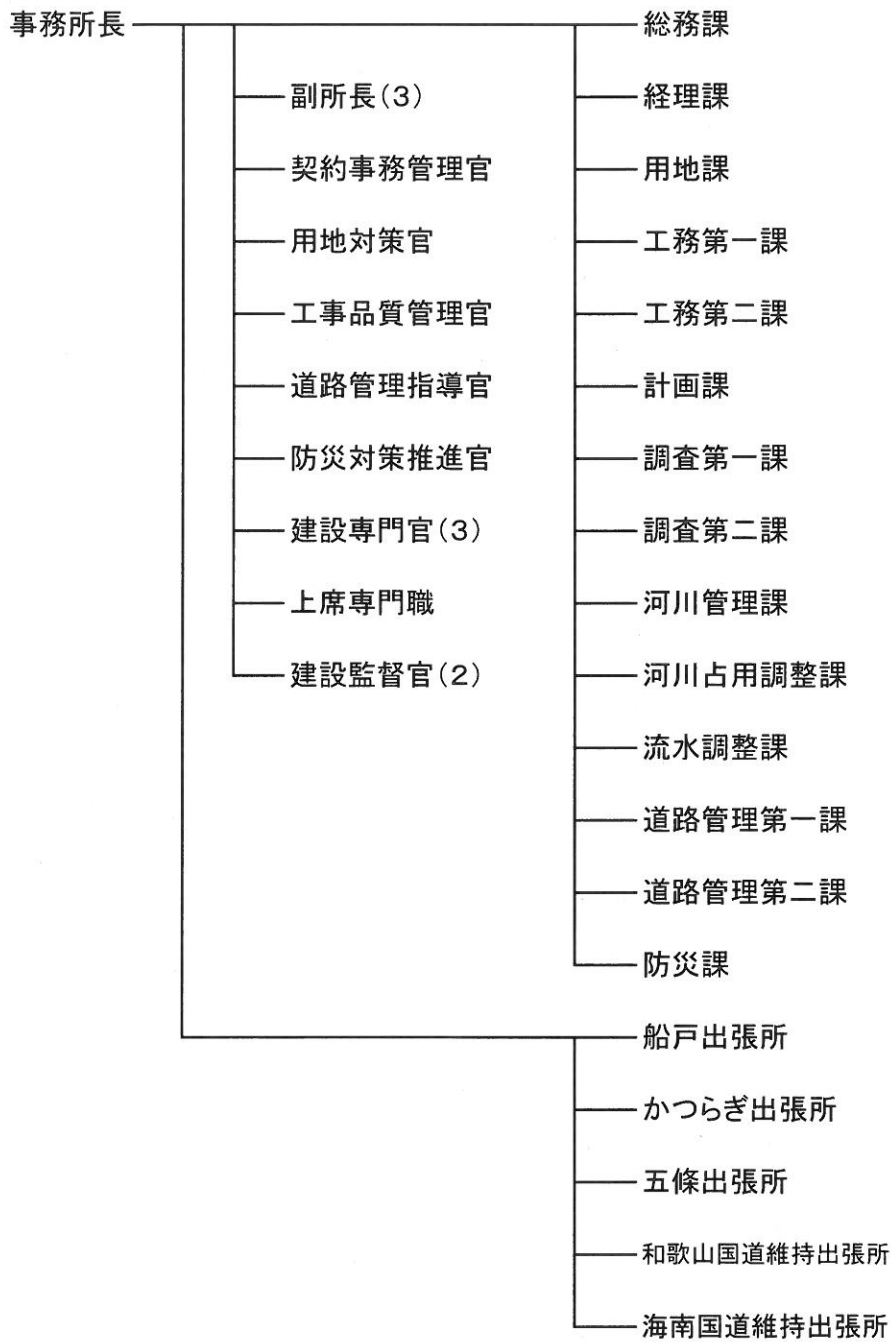 事務所長
総務課
副所長(3)
経理課
契約事務管理官
用地課
用地対策官
工務第一課
工事品質管理官
工務第二課
道路管理指導官
計画課
防災対策推進官
調査第一課
建設専門官(3)
調査第二課
上席専門職
河川管理課
建設監督官(2)
河川占用調整課
流水調整課
道路管理第一課
道路管理第二課
防災課
船戸出張所
かつらぎ出張所
五條出張所
和歌山国道維持出張所
海南国道維持出張所